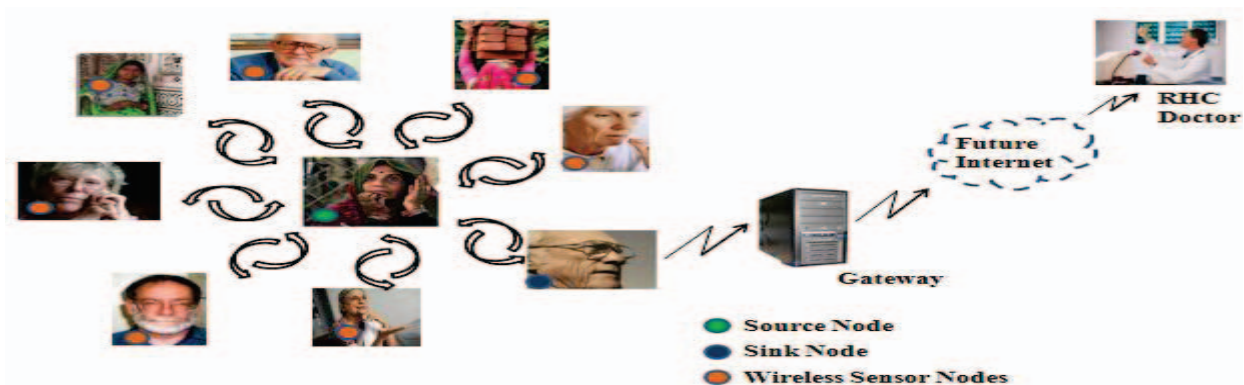 RHC
Doctor
Future
Internet
Gateway
Source Node
Sink Node
Wireless Sensor Nodes